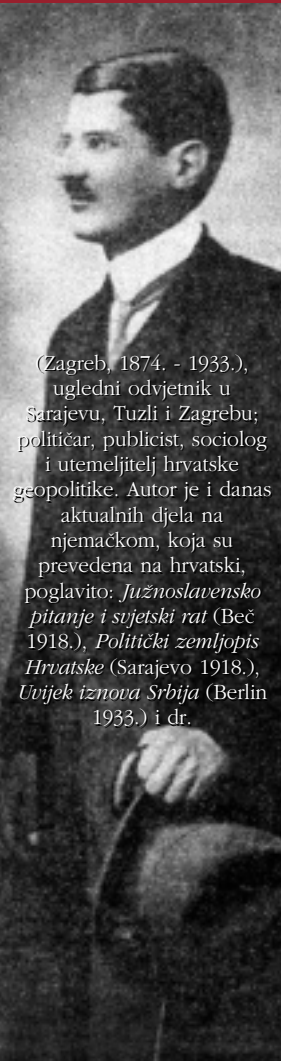 (Zagreb, 1874. - 1933.),
ugledni odvjetnik u
Sarajevu, Tuzli i Zagrebu;
političar, publicist, sociolog
i utemeljitelj hrvatske
geopolitike. Autor je i danas
aktualnih djela na
njemačkom, koja su
prevedena na hrvatski,
poglavito: Južnoslavensko
pitanje i svjetski rat (Beč
1918.), Politički zemljopis
Hrvatske (Sarajevo 1918.),
Uvijek iznova Srbija (Berlin
1933.) i dr.